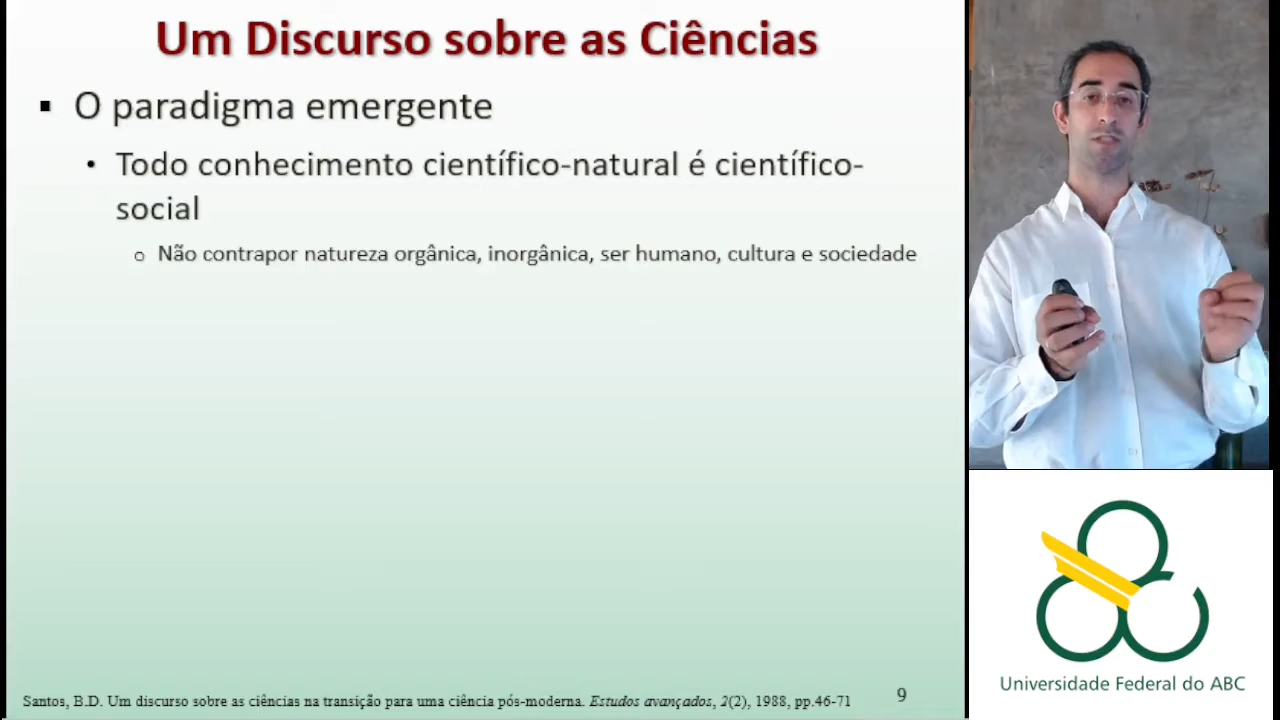 Um Discurso sobre as Ciências
▪ O paradigma emergente
• Todo conhecimento científico-natural é científico-
social
o Não contrapor natureza orgânica, inorgânica, ser humano, cultura e sociedade
Santos, B.D. Um discurso sobre as ciências na transição para uma ciência pós-moderna. Estudos avançados, 2(2), 1988, pp.46-71
9
Universidade Federal do ABC